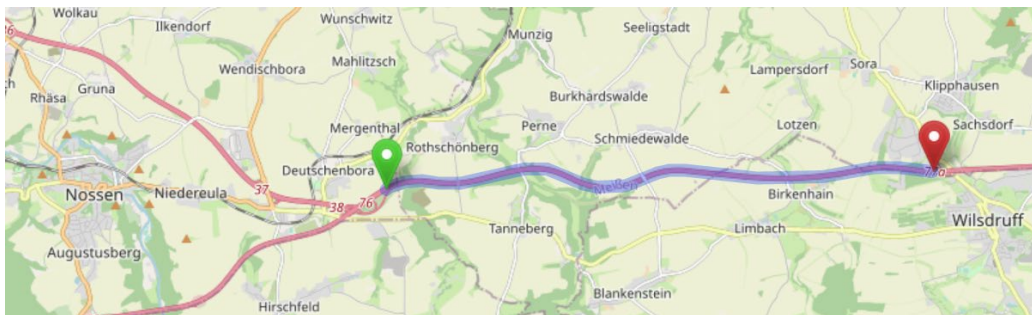 Wolkau
Ilkendorf
Wunschwitz
Munzig
Seeligstadt
Wendischbora
Mahlitzsch
Lampersdorf
Sora
Klipphausen
Gruna
Rhäsa
Burkhardswalde
Mergenthal
Perne
Lotzen
Sachsdorf
Rothschönberg
Schmiedewalde
Deutschenbora
Nossen
Niedereula
37
Meißen
Birkenhain
38
76
Tanneberg
Limbach
Wilsdruff
Augustusberg
Hirschfeld
Blankenstein